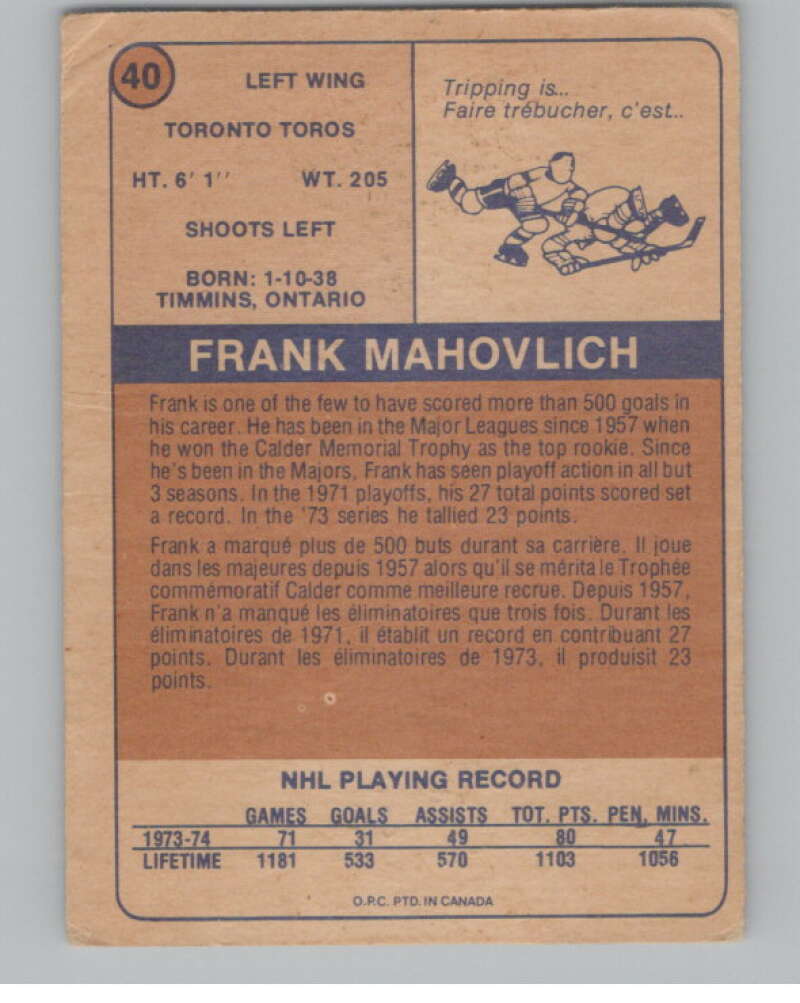 40
LEFT WING
TORONTO TOROS
HT. 6' 1'' WT. 205
SHOOTS LEFT
BORN: 1-10-38
TIMMINS, ONTARIO
Tripping is...
Faire trébucher, c'est..
FRANK MAHOVLICH
Frank is one of the few to have scored more than 500 goals in
his career. He has been in the Major Leagues since 1957 when
he won the Calder Memorial Trophy as the top rookie. Since
he's been in the Majors, Frank has seen playoff action in all but
3 seasons. In the 1971 playoffs, his 27 total points scored set
a record. In the '73 series he tallied 23 points.
Frank a marqué plus de 500 buts durant sa carrière. Il joue
dans les majeures depuis 1957 alors qu'il se mérita le Trophée
commémoratif Calder comme meilleure recrue. Depuis 1957,
Frank n'a manqué les éliminatoires que trois fois. Durant les
éliminatoires de 1971, il établit un record en contribuant 27
points. Durant les éliminatoires de 1973, il produisit 23
points.
NHL PLAYING RECORD
GAMES GOALS ASSISTS TOT. PTS. PEN. MINS.
1973-74 71 31 49 80 47
LIFETIME 1181 533 570 1103 1056
O.P.C. PTD. IN CANADA